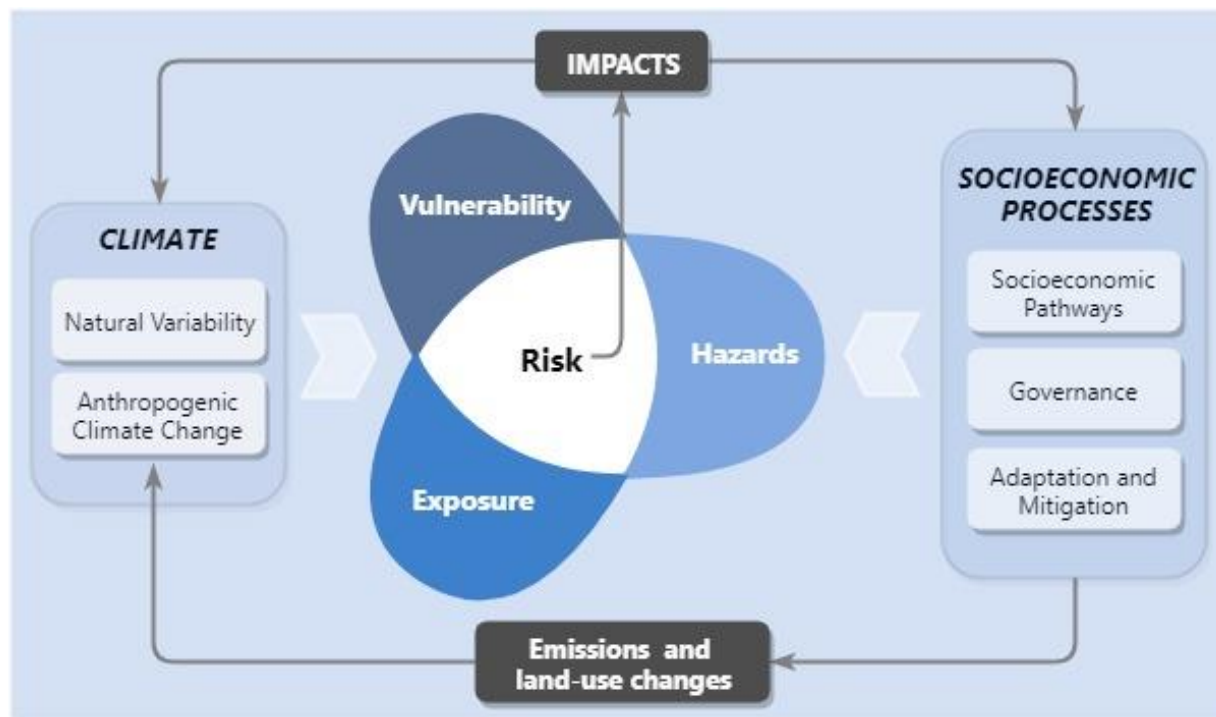 IMPACTS
SOCIOECONOMIC
PROCESSES
Vulnerability
CLIMATE
Socioeconomic
Pathways
Natural Variability
Risk
Hazards
Governance
Anthropogenic
Climate Change
Exposure
Adaptation and
Mitigation
Emissions and
land-use changes